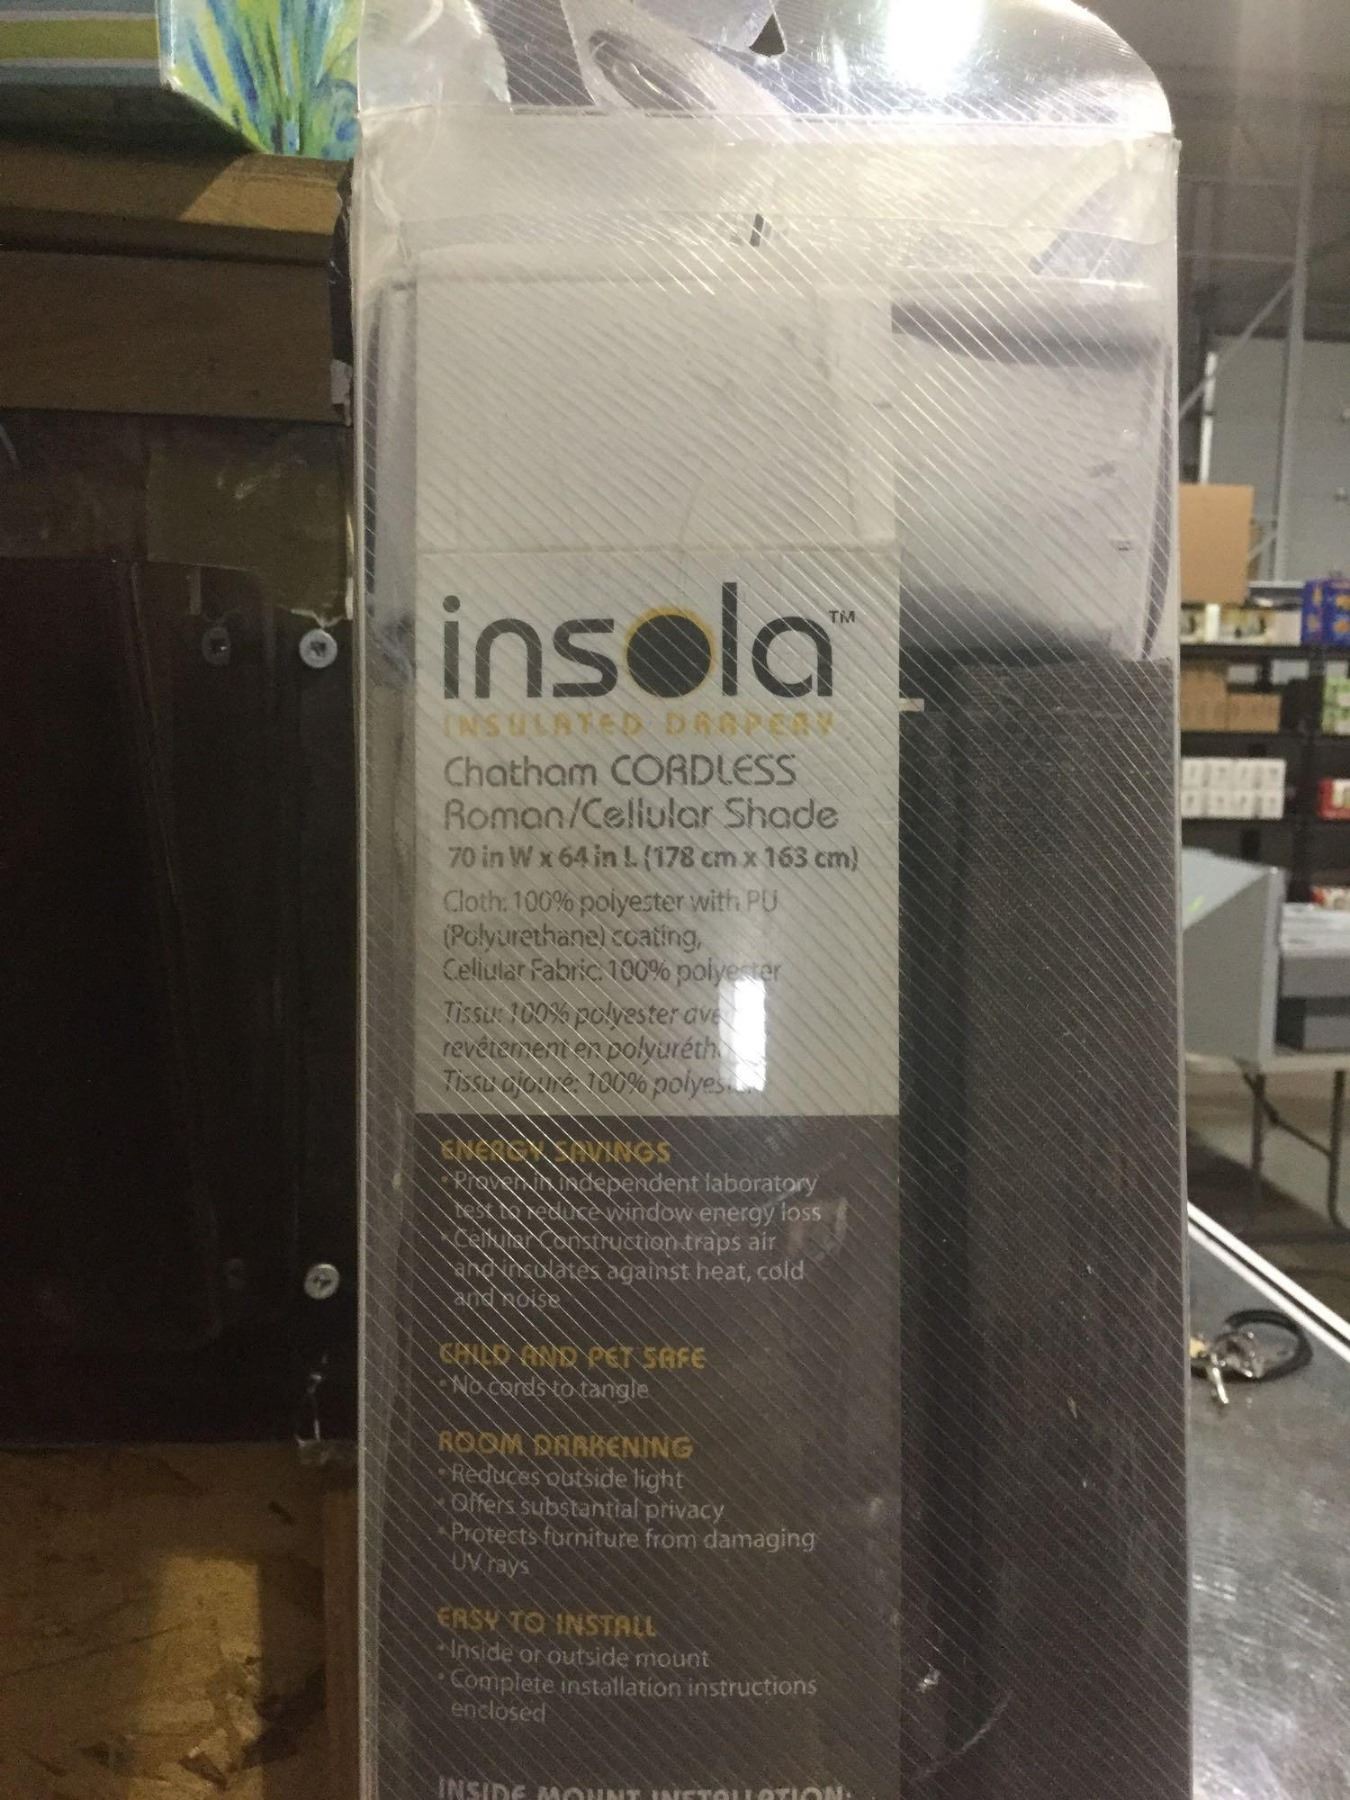 insola™
INSULATED DRAPERY
Chatham CORDLESS
Roman/Cellular Shade
70 in W x 64 in L (178 cm x 163 cm)
Cloth: 100% polyester with PU
(Polyurethane) coating,
Cellular Fabric: 100% polyester
Tissu: 100% polyester
revêtement en
Tissu ajouré: 100%
ENERGY SAVINGS
• Proven in independent laboratory
test to reduce window energy loss
• Cellular Construction traps air
and insulates against heat, cold
and noise
CHILD AND PET SAFE
• No cords to tangle
ROOM DARKENING
• Reduces outside light
• Offers substantial privacy
• Protects furniture from damaging
UV rays
EASY TO INSTALL
• Inside or outside mount
• Complete installation instructions
enclosed
INSIDE MOUNT INSTALLATION: